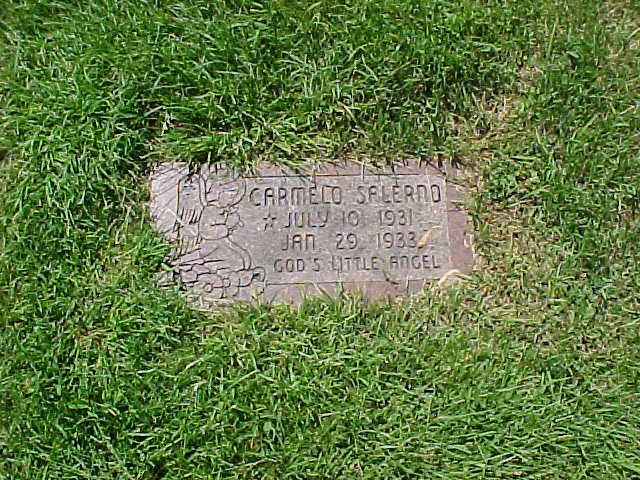 CARMELO SALERNO
☆ JULY 10 1931
JAN 29 1933
GOD'S LITTLE ANGEL